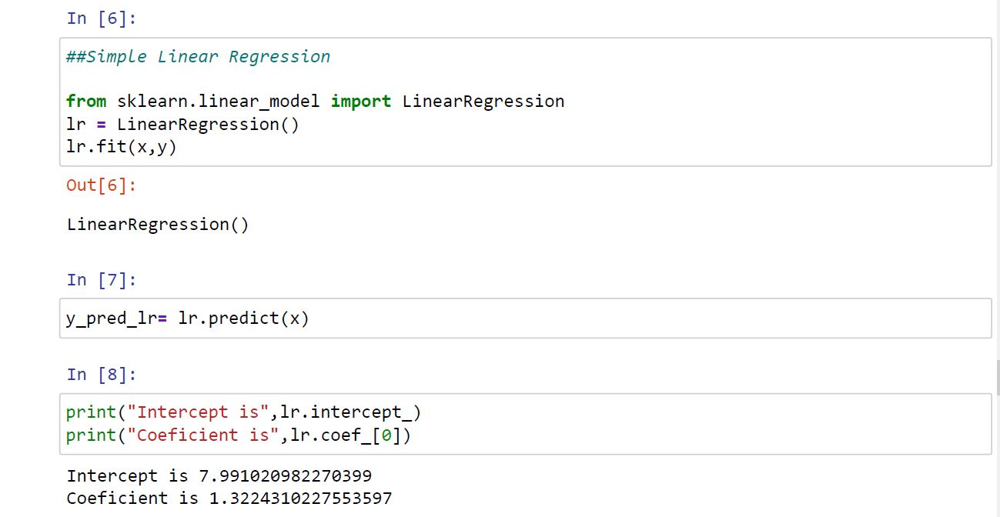 In [6]:
##Simple Linear Regression
from sklearn.linear_model import LinearRegression
lr = LinearRegression()
lr.fit(x,y)
Out[6]:
LinearRegression()
In [7]:
y_pred_lr= lr.predict(x)
In [8]:
print("Intercept is",lr.intercept_)
print("Coeficient is",lr.coef_[0])
Intercept is 7.991020982270399
Coeficient is 1.3224310227553597